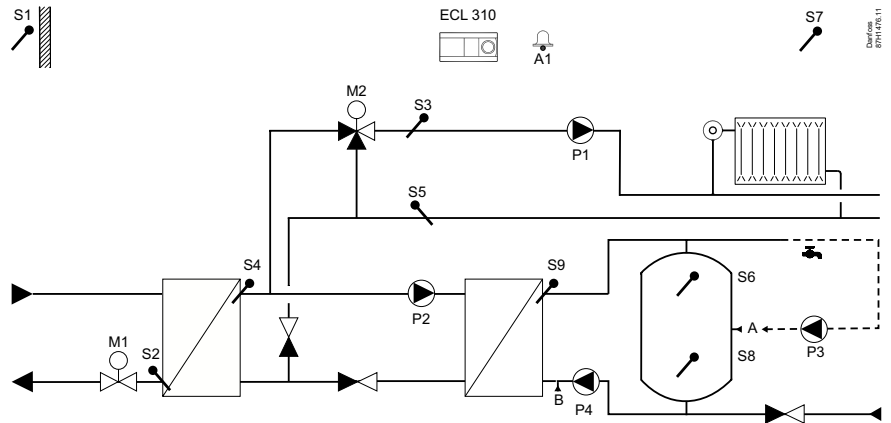 S1
ECL 310
A1
S7
Danfoss
87H1476.11
M2
S3
P1
S5
S4
S9
P2
S6
A
P3
S8
M1
S2
B
P4